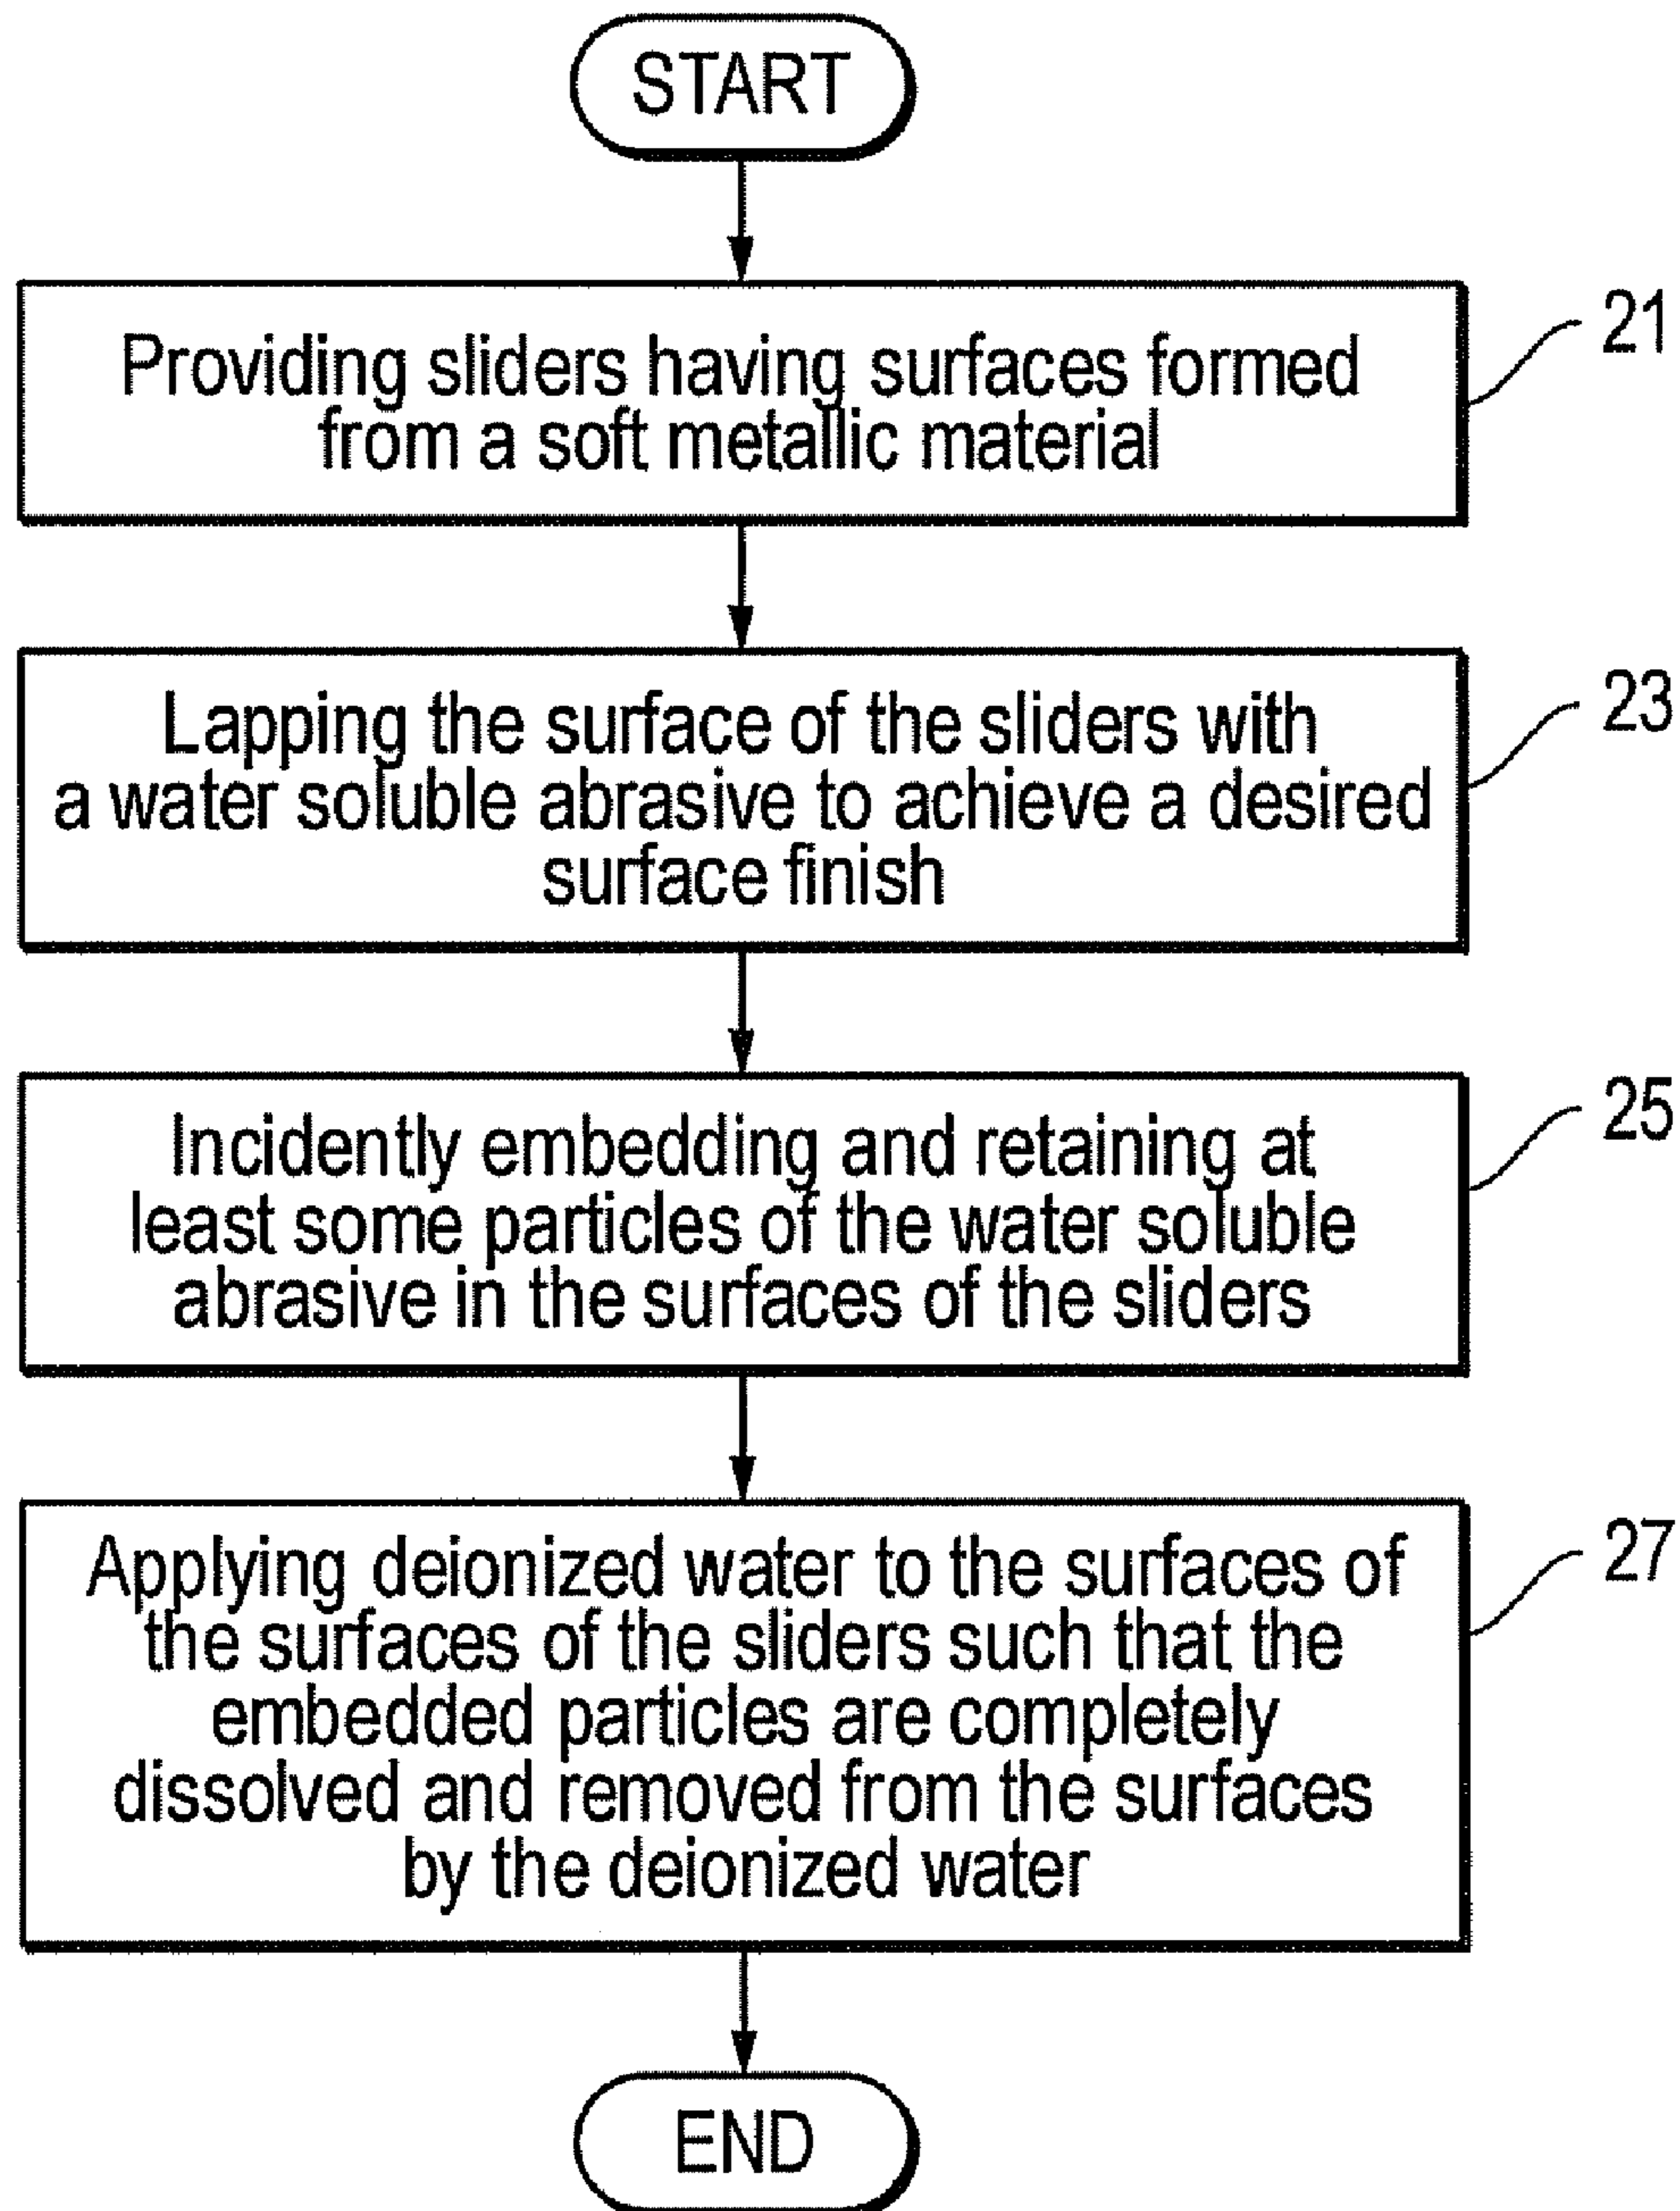 START
Providing sliders having surfaces formed
from a soft metallic material
21
Lapping the surface of the sliders with
a water soluble abrasive to achieve a desired
surface finish
23
Incidently embedding and retaining at
least some particles of the water soluble
abrasive in the surfaces of the sliders
25
Applying deionized water to the surfaces of
the surfaces of the sliders such that the
embedded particles are completely
dissolved and removed from the surfaces
by the deionized water
27
END